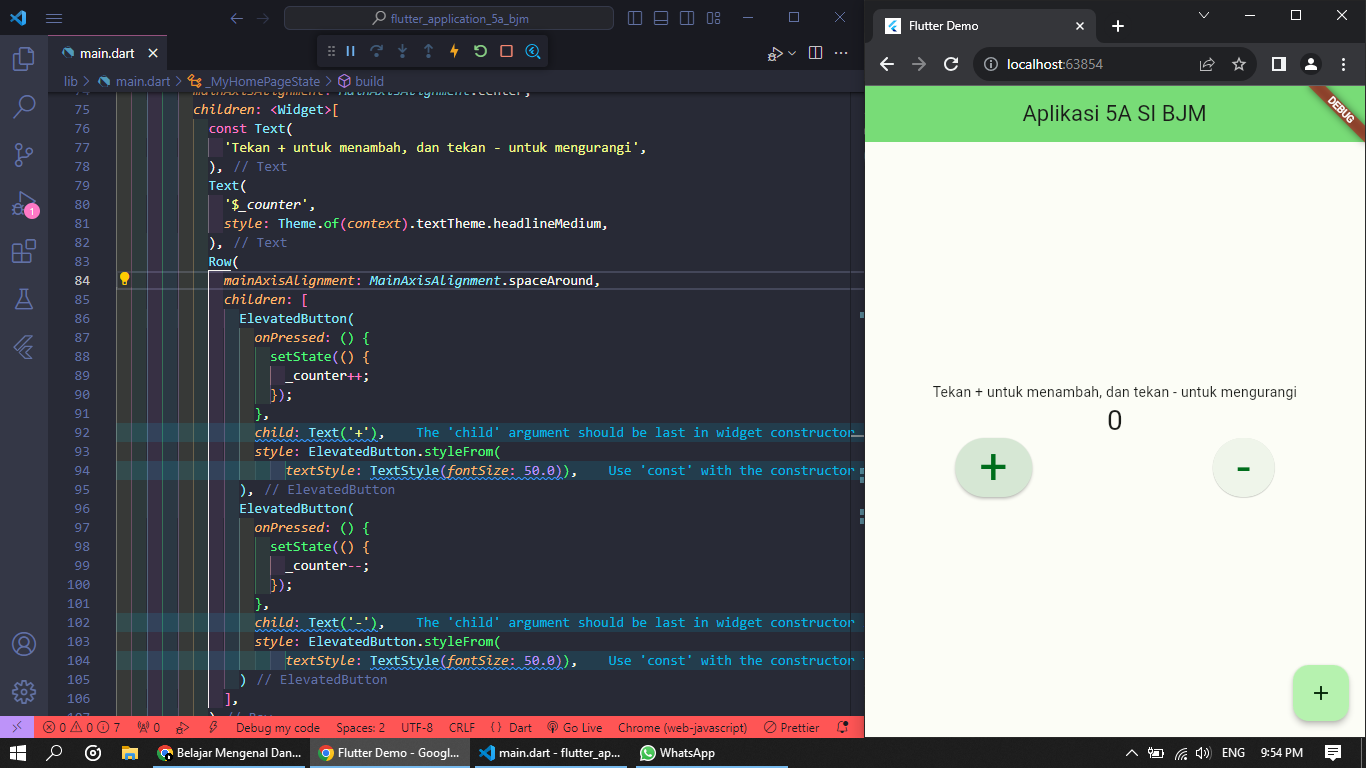 flutter_application_5a_bjm
main.dart
lib > main.dart > _MyHomePageState > build
75 children: <Widget>[
76 const Text(
77 'Tekan + untuk menambah, dan tekan - untuk mengurangi',
78 ), // Text
79 Text(
80 '$_counter',
81 style: Theme.of(context).textTheme.headlineMedium,
82 ), // Text
83 Row(
84 mainAxisAlignment: MainAxisAlignment.spaceAround,
85 children: [
86 ElevatedButton(
87 onPressed: () {
88 setState(() {
89 _counter++;
90 });
91 },
92 child: Text('+'), The 'child' argument should be last in widget constructor
93 style: ElevatedButton.styleFrom(
94 textStyle: TextStyle(fontSize: 50.0)), Use 'const' with the constructor
95 ), // ElevatedButton
96 ElevatedButton(
97 onPressed: () {
98 setState(() {
99 _counter--;
100 });
101 },
102 child: Text('-'), The 'child' argument should be last in widget constructor
103 style: ElevatedButton.styleFrom(
104 textStyle: TextStyle(fontSize: 50.0)), Use 'const' with the constructor
105 ) // ElevatedButton
106 ],
1
0 0 7 0 Debug my code Spaces: 2 UTF-8 CRLF {} Dart Go Live Chrome (web-javascript) Prettier
Flutter Demo
localhost:63854
Aplikasi 5A SI BJM
DEBUG
Tekan + untuk menambah, dan tekan - untuk mengurangi
0
+ -
+
Belajar Mengenal Dan... Flutter Demo - Googl... main.dart - flutter_ap... WhatsApp ENG 9:54 PM